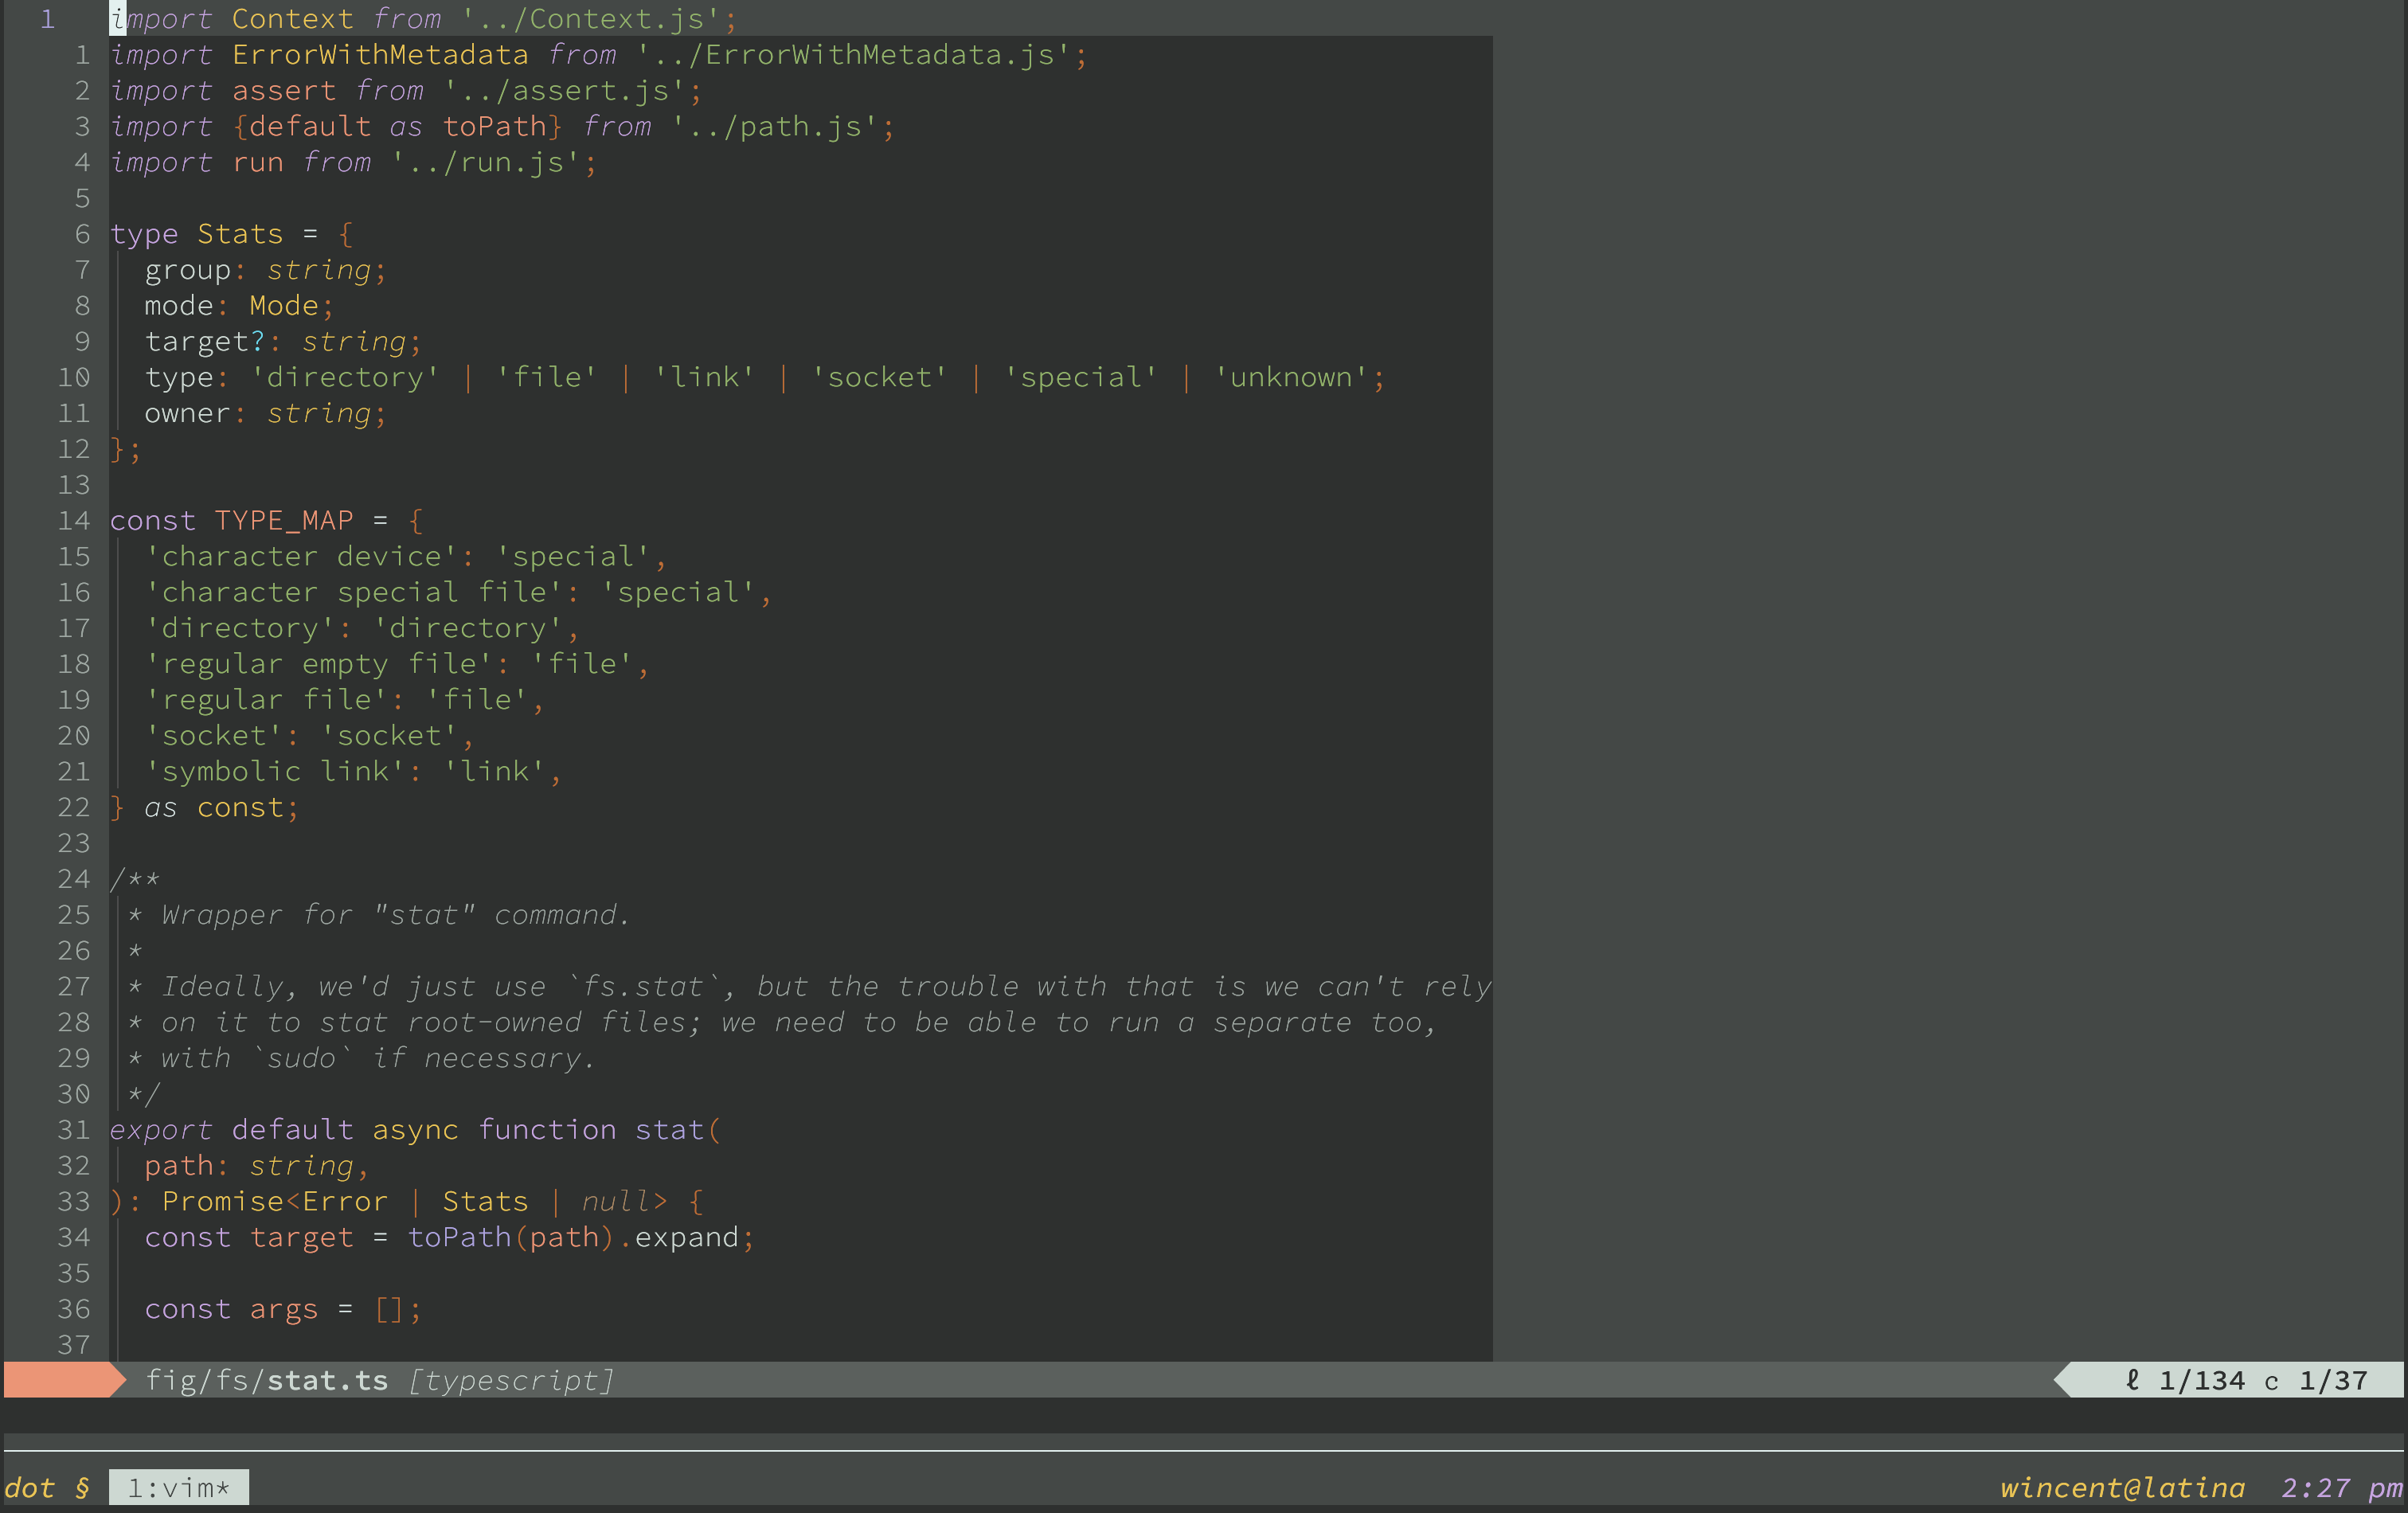 1 import Context from '../Context.js';
1 import ErrorWithMetadata from '../ErrorWithMetadata.js';
2 import assert from '../assert.js';
3 import {default as toPath} from '../path.js';
4 import run from '../run.js';
5
6 type Stats = {
7   group: string;
8   mode: Mode;
9   target?: string;
10   type: 'directory' | 'file' | 'link' | 'socket' | 'special' | 'unknown';
11   owner: string;
12 };
13
14 const TYPE_MAP = {
15   'character device': 'special',
16   'character special file': 'special',
17   'directory': 'directory',
18   'regular empty file': 'file',
19   'regular file': 'file',
20   'socket': 'socket',
21   'symbolic link': 'link',
22 } as const;
23
24 /**
25  * Wrapper for "stat" command.
26  *
27  * Ideally, we'd just use `fs.stat`, but the trouble with that is we can't rely
28  * on it to stat root-owned files; we need to be able to run a separate too,
29  * with `sudo` if necessary.
30  */
31 export default async function stat(
32   path: string,
33 ): Promise<Error | Stats | null> {
34   const target = toPath(path).expand;
35
36   const args = [];
37
fig/fs/stat.ts [typescript] ℓ 1/134 c 1/37
dot § 1:vim* wincent@latina 2:27 pm